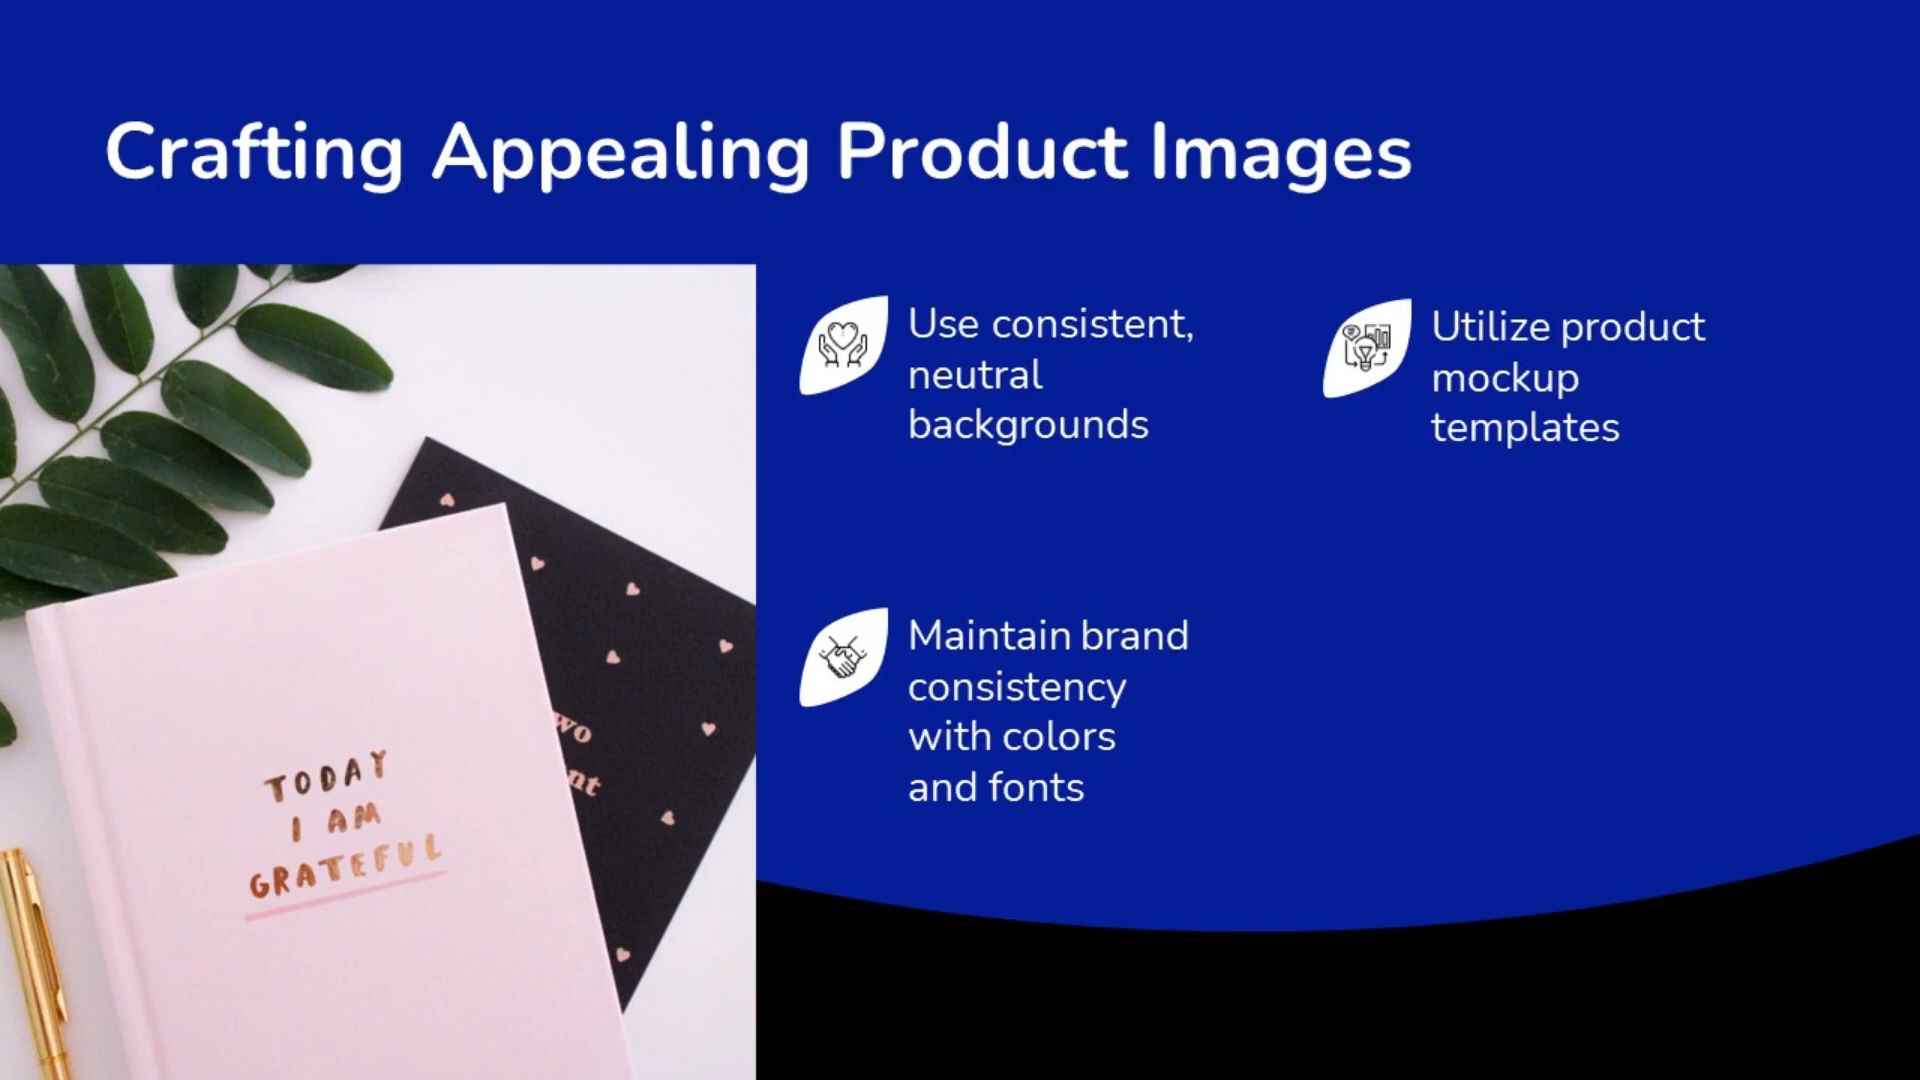 Crafting Appealing Product Images
Use consistent,
neutral
backgrounds
Utilize product
mockup
templates
Maintain brand
consistency
with colors
and fonts
TODAY
I AM
GRATEFUL